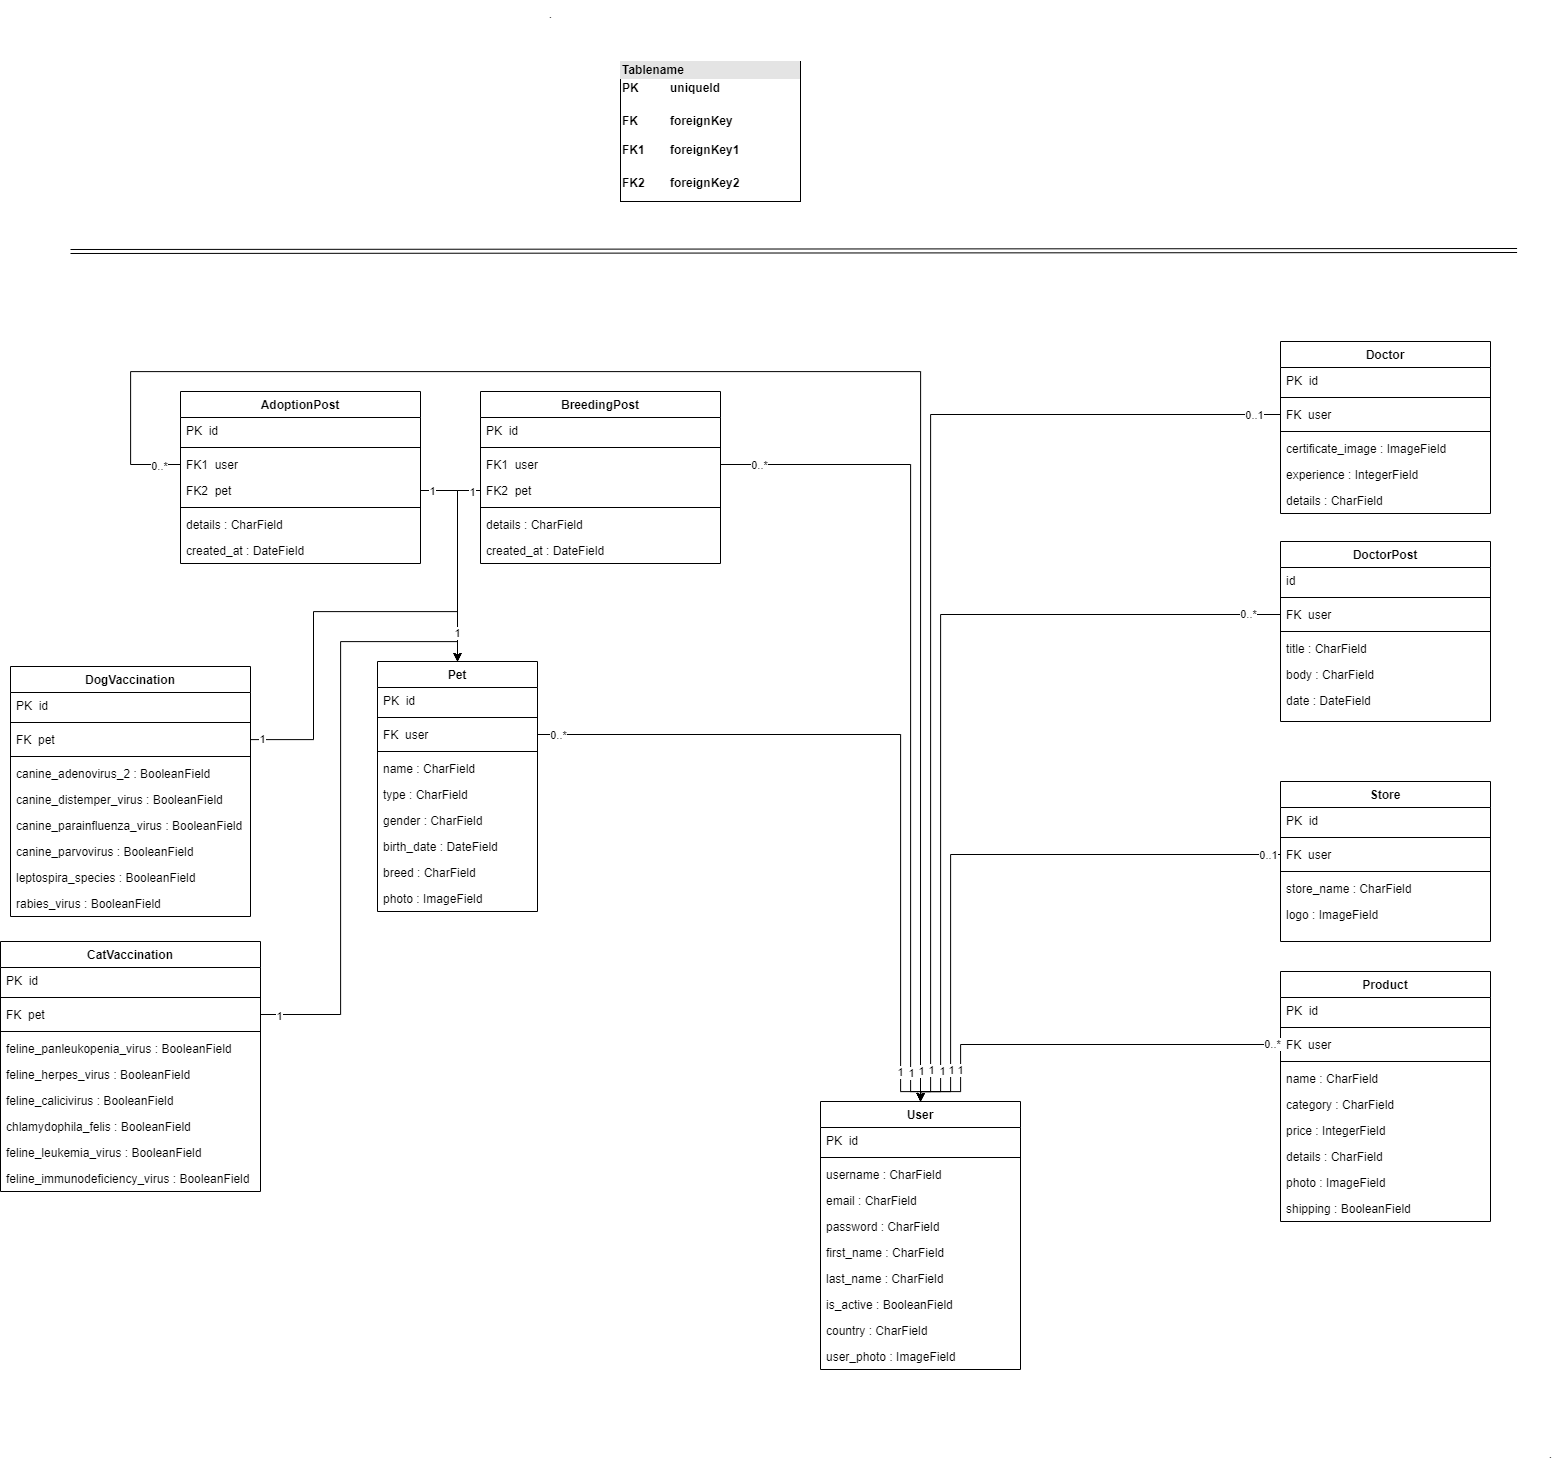 Tablename
PK uniqueId
FK foreignKey
FK1 foreignKey1
FK2 foreignKey2
AdoptionPost
PK id
FK1 user
FK2 pet
details : CharField
created_at : DateField
0..*
1
BreedingPost
PK id
FK1 user
FK2 pet
details : CharField
created_at : DateField
0..*
1
Doctor
PK id
FK user
certificate_image : ImageField
experience : IntegerField
details : CharField
0..1
DoctorPost
id
FK user
title : CharField
body : CharField
date : DateField
0..*
DogVaccination
PK id
FK pet
canine_adenovirus_2 : BooleanField
canine_distemper_virus : BooleanField
canine_parainfluenza_virus : BooleanField
canine_parvovirus : BooleanField
leptospira_species : BooleanField
rabies_virus : BooleanField
1
1
Pet
PK id
FK user
name : CharField
type : CharField
gender : CharField
birth_date : DateField
breed : CharField
photo : ImageField
0..*
Store
PK id
FK user
store_name : CharField
logo : ImageField
0..1
CatVaccination
PK id
FK pet
feline_panleukopenia_virus : BooleanField
feline_herpes_virus : BooleanField
feline_calicivirus : BooleanField
chlamydophila_felis : BooleanField
feline_leukemia_virus : BooleanField
feline_immunodeficiency_virus : BooleanField
1
Product
PK id
FK user
name : CharField
category : CharField
price : IntegerField
details : CharField
photo : ImageField
shipping : BooleanField
0..*
1 1 1 1 1 1 1
User
PK id
username : CharField
email : CharField
password : CharField
first_name : CharField
last_name : CharField
is_active : BooleanField
country : CharField
user_photo : ImageField